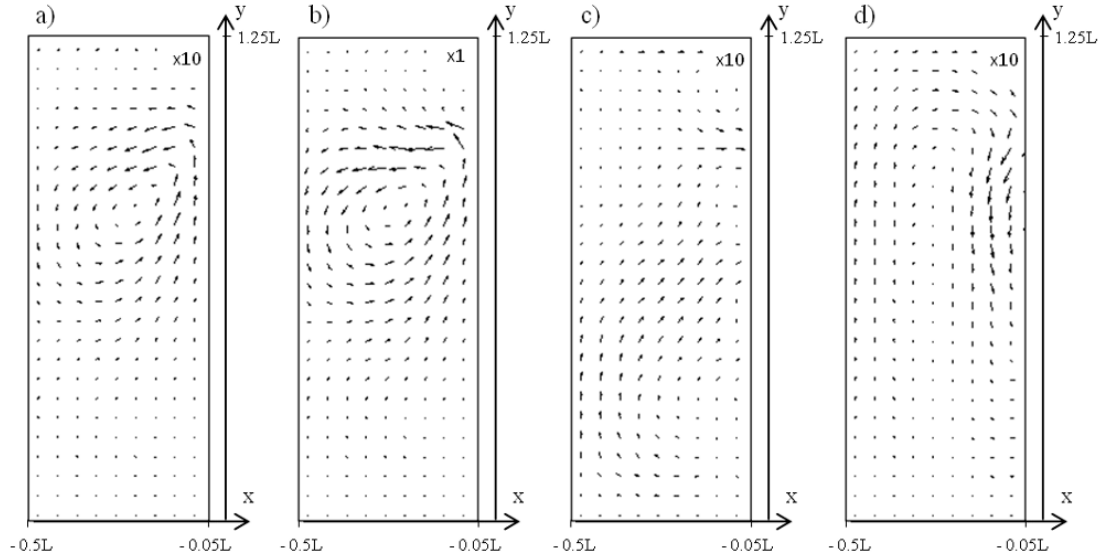 a) y b) y c) y d) y
1.25L 1.25L 1.25L 1.25L
x10 x1 x10 x10
x x x x
-0.5L -0.05L -0.5L -0.05L -0.5L -0.05L -0.5L -0.05L